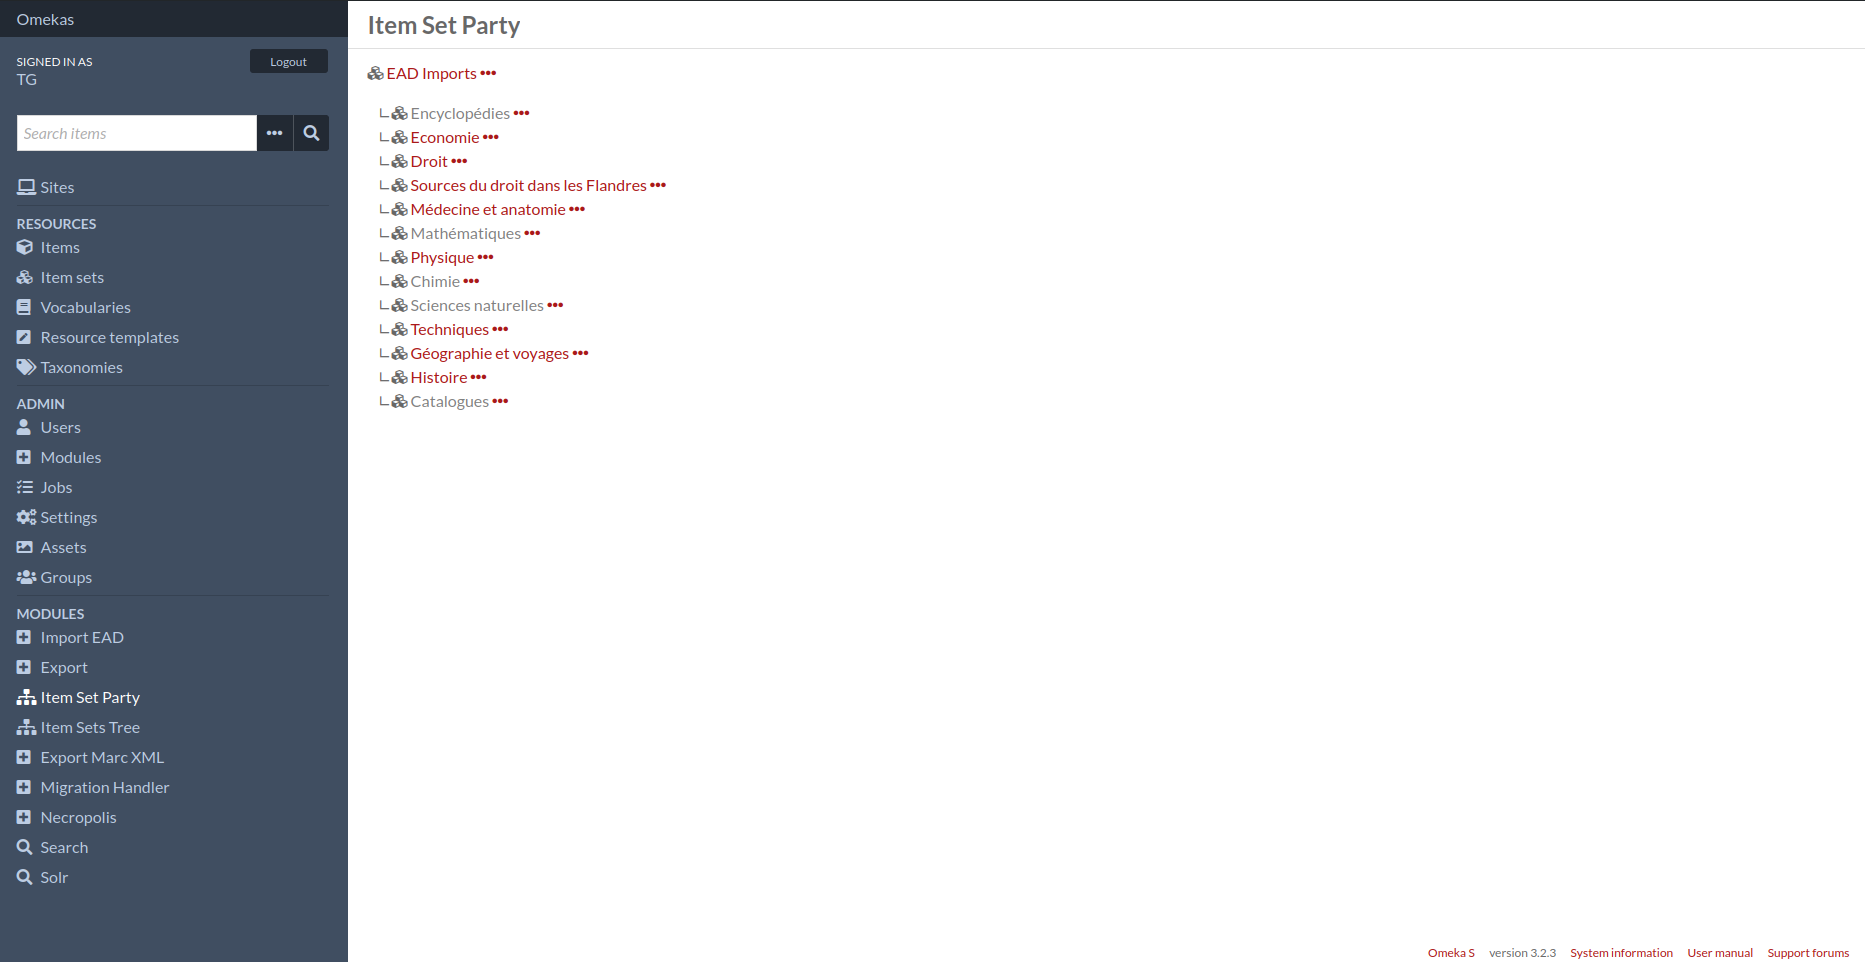 Omekas
SIGNED IN AS
TG
Logout
Search items
Sites
RESOURCES
Items
Item sets
Vocabularies
Resource templates
Taxonomies
ADMIN
Users
Modules
Jobs
Settings
Assets
Groups
MODULES
Import EAD
Export
Item Set Party
Item Sets Tree
Export Marc XML
Migration Handler
Necropolis
Search
Solr
Item Set Party
EAD Imports
Encyclopédies
Economie
Droit
Sources du droit dans les Flandres
Médecine et anatomie
Mathématiques
Physique
Chimie
Sciences naturelles
Techniques
Géographie et voyages
Histoire
Catalogues
Omeka S version 3.2.3 System information User manual Support forums